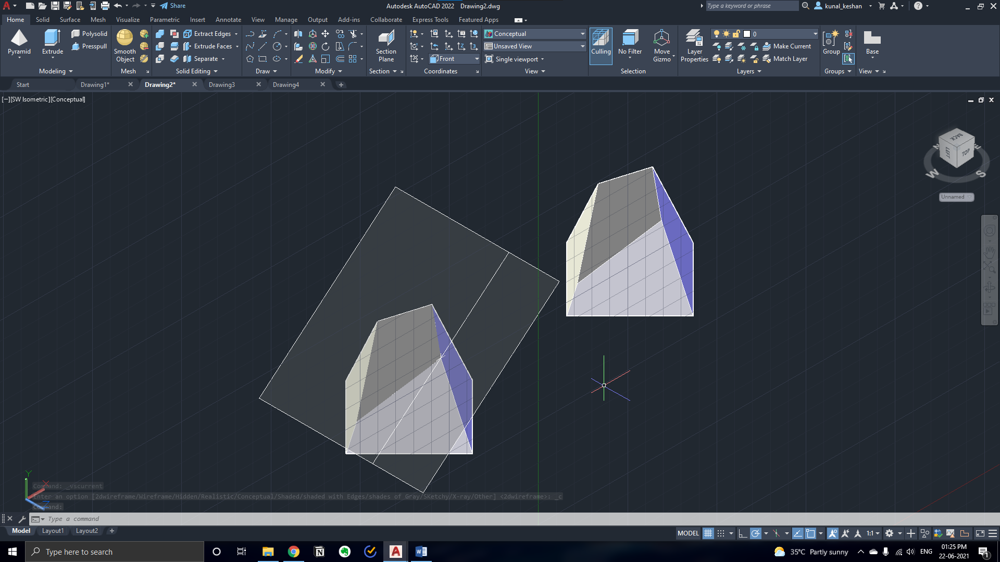 Share
Autodesk AutoCAD 2022 Drawing2.dwg
Type a keyword or phrase
kunal_keshan
Home Solid Surface Mesh Visualize Parametric Insert Annotate View Manage Output Add-ins Collaborate Express Tools Featured Apps
Pyramid
Extrude
Polysolid
Presspull
Modeling
Smooth
Object
Mesh
Extract Edges
Extrude Faces
Separate
Solid Editing
Draw
Modify
Section
Plane
Section
Front
Coordinates
Conceptual
Unsaved View
Single viewport
View
Culling
No Filter
Move
Gizmo
Selection
Layer
Properties
0
Make Current
Match Layer
Layers
Group
Groups
Base
View
Start Drawing1* Drawing2* Drawing3 Drawing4
[−][SW Isometric][Conceptual]
BACK
LEFT
TOP
N
E
W
S
Unnamed
Y
X
Z
Command: _vscurrent
Enter an option [2dwireframe/Wireframe/Hidden/Realistic/Conceptual/Shaded/shaded with Edges/shades of Gray/SKetchy/X-ray/Other] <2dwireframe>: _c
Command:
Type a command
Model Layout1 Layout2
MODEL
1:1
Type here to search
35°C Partly sunny
ENG
01:25 PM
22-06-2021
1